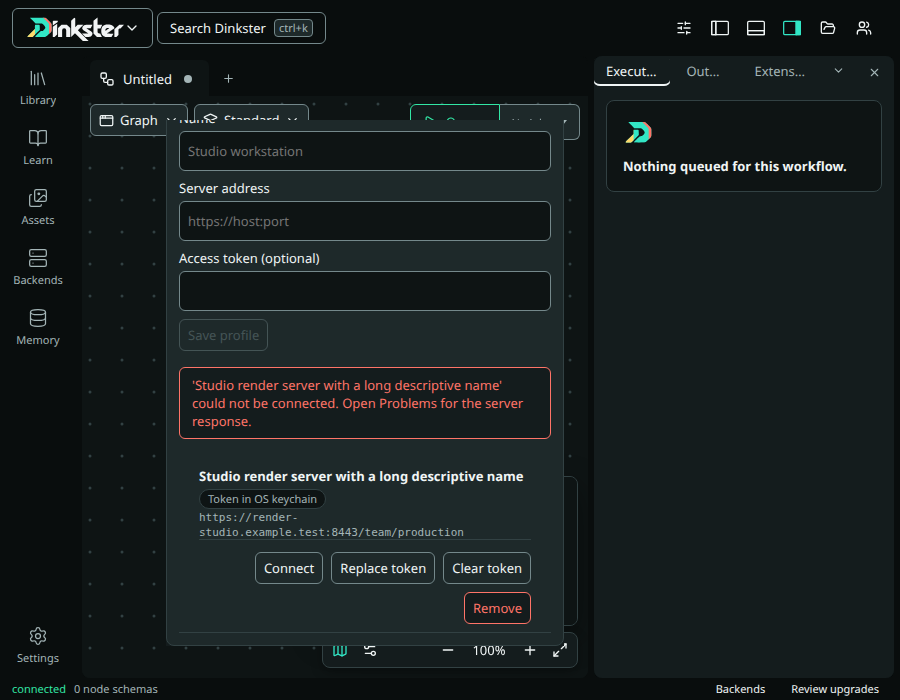 Dinkster
Search Dinkster ctrl+k
Library
Learn
Assets
Backends
Memory
Settings
Untitled
Graph
Standard
Studio workstation
Server address
https://host:port
Access token (optional)
Save profile
'Studio render server with a long descriptive name'
could not be connected. Open Problems for the server
response.
Studio render server with a long descriptive name
Token in OS keychain
https://render-
studio.example.test:8443/team/production
Connect
Replace token
Clear token
Remove
100%
Execut...
Out...
Extens...
Nothing queued for this workflow.
connected
0 node schemas
Backends
Review upgrades